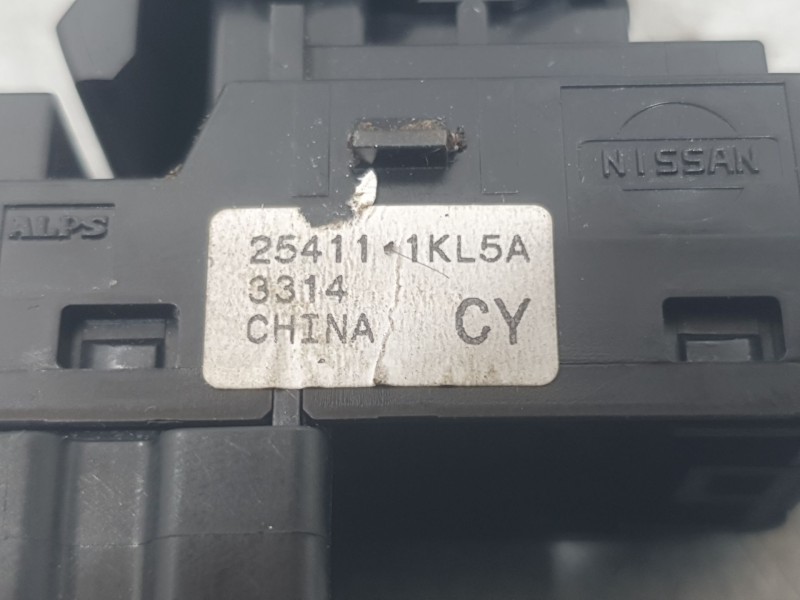 NISSAN
ALPS
25411-1KL5A
3314
CHINA CY